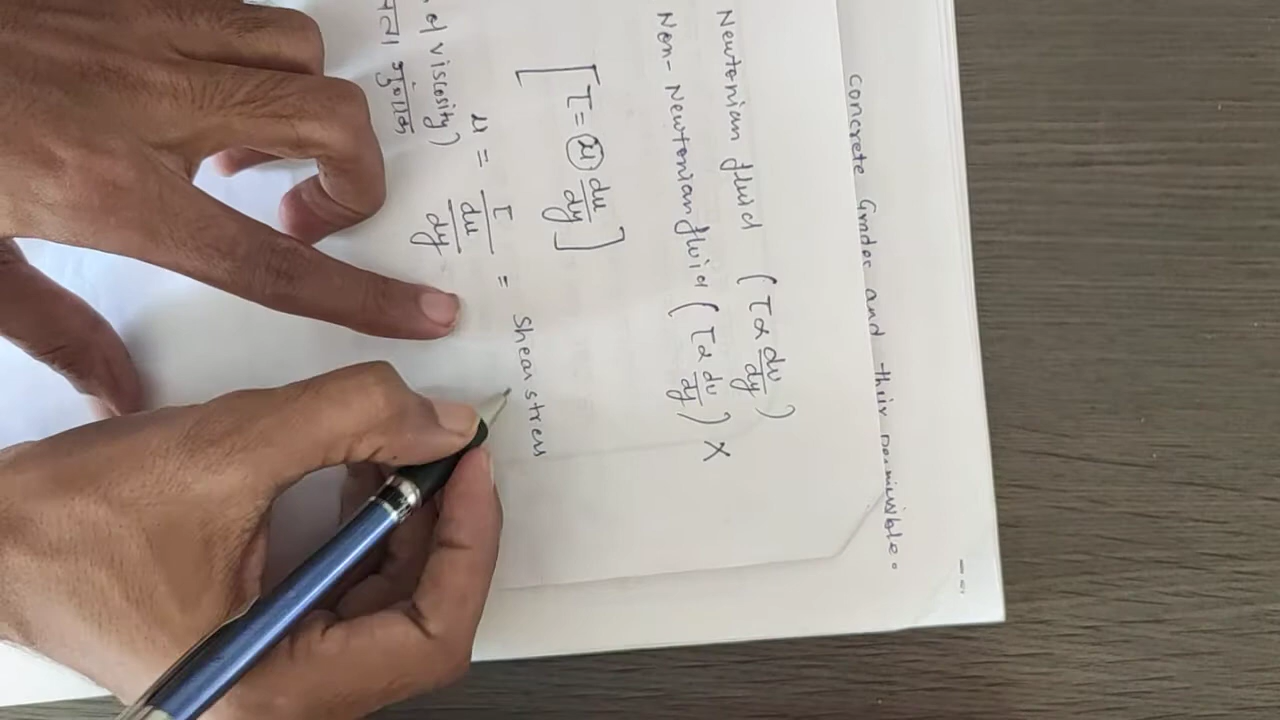 concrete Grades and their Permissible.
Newtonian fluid (τ α du/dy)
Non-Newtonian fluid (τ α du/dy) ×
[τ = μ du/dy]
of viscosity)
μ = τ / du/dy = shear stress
गुणांक